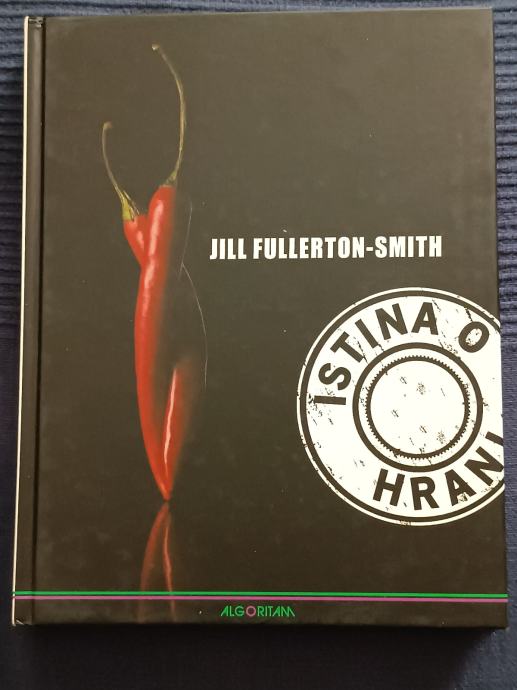 JILL FULLERTON-SMITH
ISTINA O
HRANI
ALGORITAM